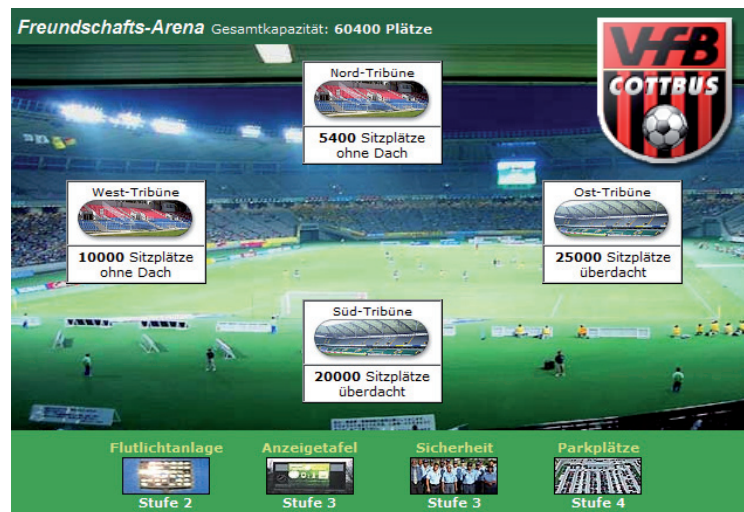 Freundschafts-Arena Gesamtkapazität: 60400 Plätze
VfB
COTTBUS
Nord-Tribüne
5400 Sitzplätze
ohne Dach
West-Tribüne
10000 Sitzplätze
ohne Dach
Ost-Tribüne
25000 Sitzplätze
überdacht
Süd-Tribüne
20000 Sitzplätze
überdacht
Flutlichtanlage
Stufe 2
Anzeigetafel
Stufe 3
Sicherheit
Stufe 3
Parkplätze
Stufe 4